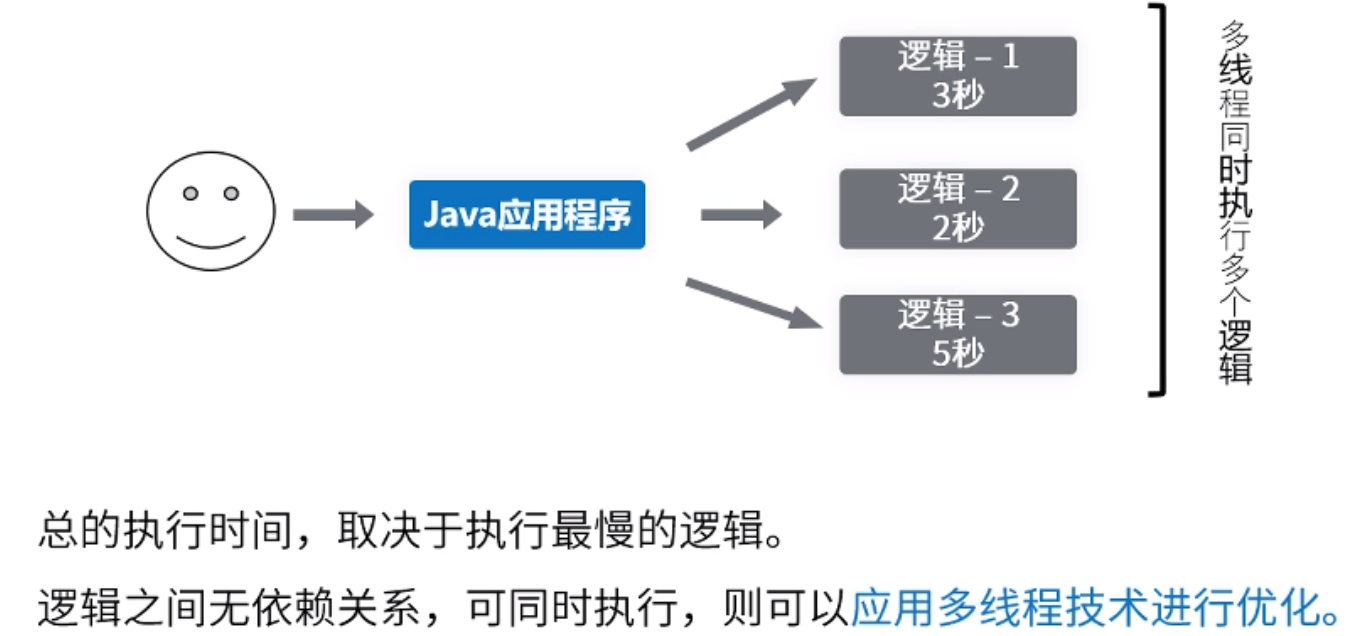 Java应用程序
逻辑 – 1
3秒
逻辑 – 2
2秒
逻辑 – 3
5秒
多线程同时执行多个逻辑
总的执行时间，取决于执行最慢的逻辑。
逻辑之间无依赖关系，可同时执行，则可以应用多线程技术进行优化。